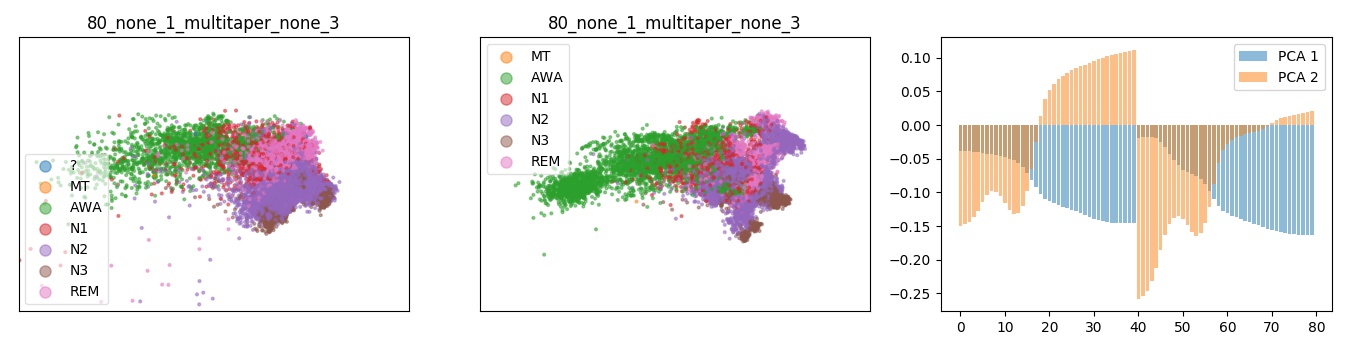 80_none_1_multitaper_none_3
?
MT
AWA
N1
N2
N3
REM
80_none_1_multitaper_none_3
MT
AWA
N1
N2
N3
REM
PCA 1
PCA 2
0.10
0.05
0.00
−0.05
−0.10
−0.15
−0.20
−0.25
0 10 20 30 40 50 60 70 80